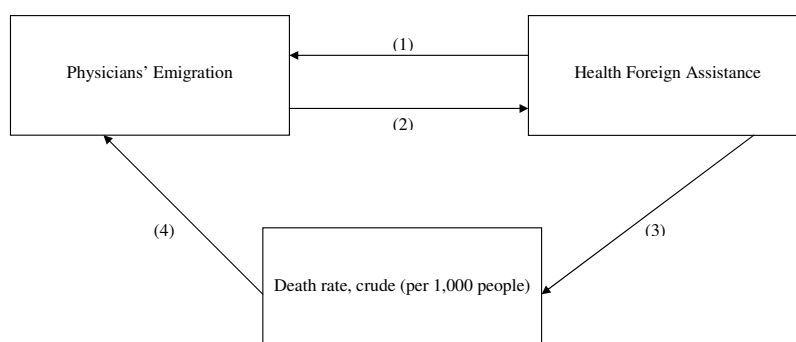 (1)
Physicians’ Emigration
Health Foreign Assistance
(2)
(4)
(3)
Death rate, crude (per 1,000 people)